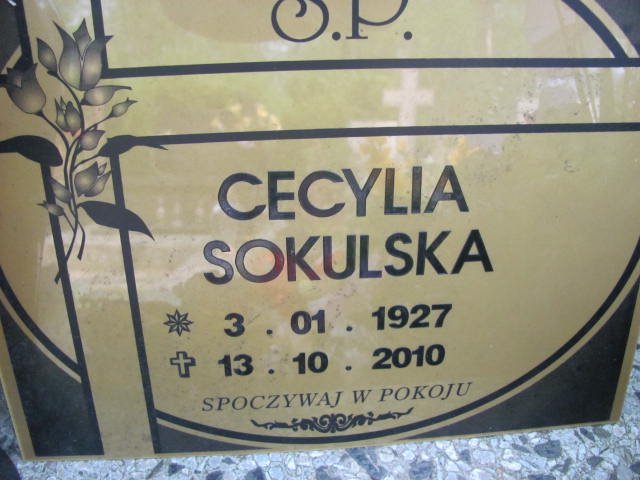 Ś.P.
CECYLIA
SOKULSKA
3 . 01 . 1927
13 . 10 . 2010
SPOCZYWAJ W POKOJU